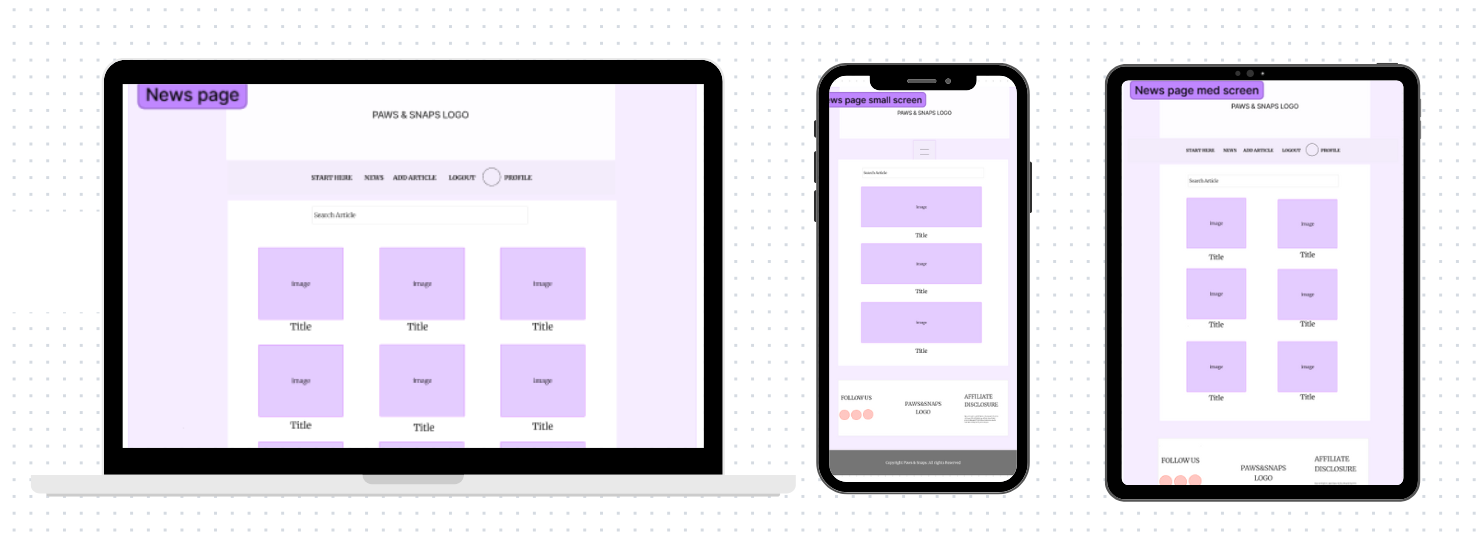 News page
PAWS & SNAPS LOGO
START HERE NEWS ADD ARTICLE LOGOUT PROFILE
Search Article
Image Image Image
Title Title Title
Image Image Image
Title Title Title
ws page small screen
PAWS & SNAPS LOGO
Search Article
Image
Title
Image
Title
Image
Title
FOLLOW US
PAWS&SNAPS
LOGO
AFFILIATE
DISCLOSURE
Copyright Paws & Snaps. All rights Reserved
News page med screen
PAWS & SNAPS LOGO
START HERE NEWS ADD ARTICLE LOGOUT PROFILE
Search Article
Image Image
Title Title
Image Image
Title Title
Image Image
Title Title
FOLLOW US
PAWS&SNAPS
LOGO
AFFILIATE
DISCLOSURE